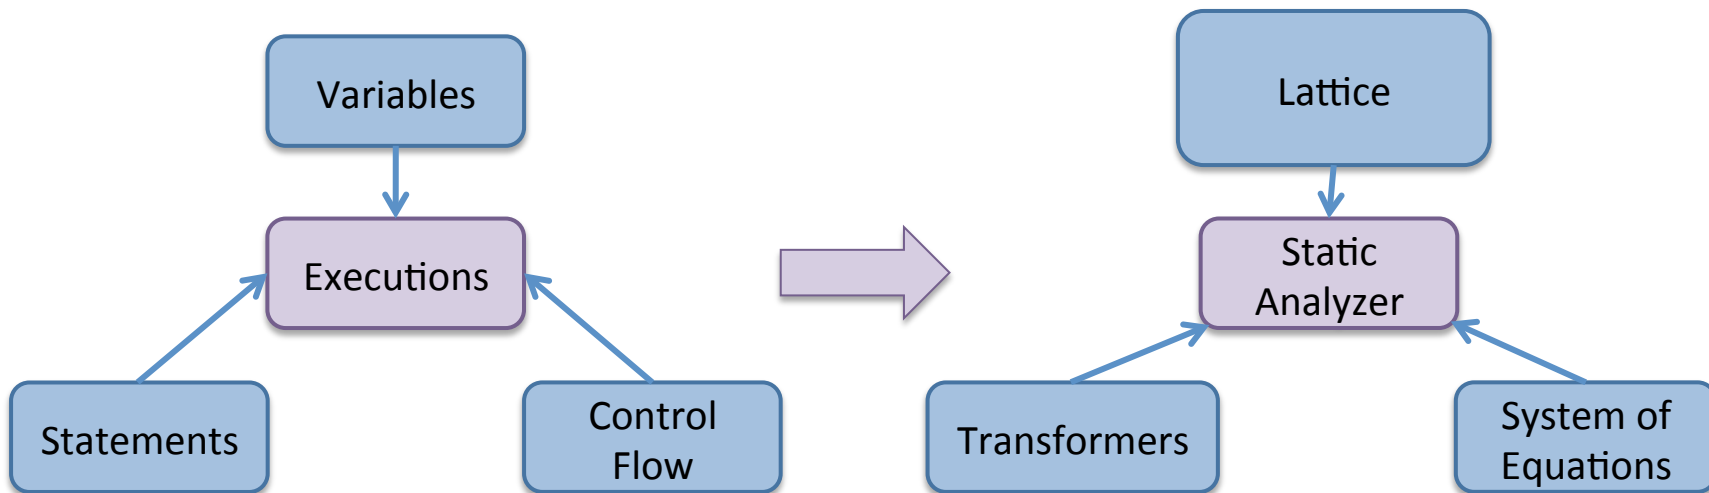 Variables
Executions
Statements
Control
Flow
Lattice
Static
Analyzer
Transformers
System of
Equations